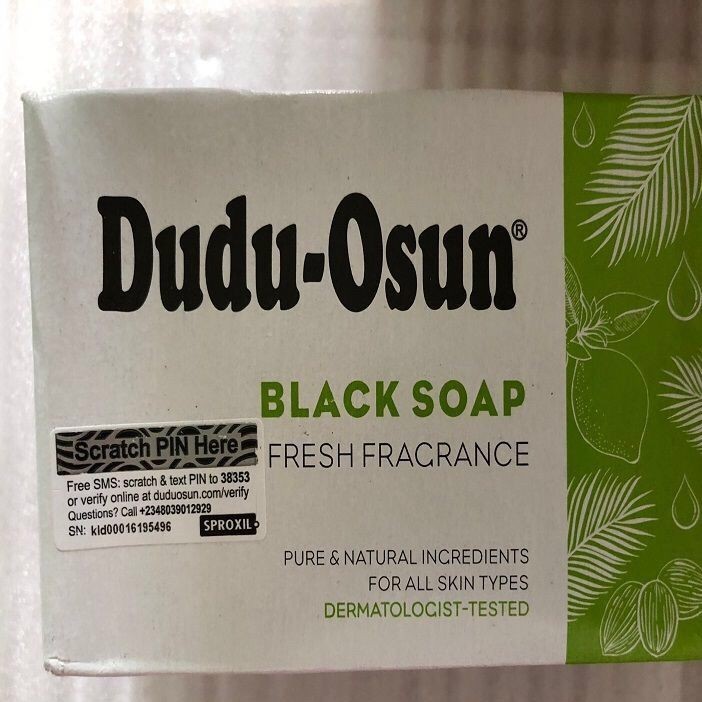 Dudu-Osun®
BLACK SOAP
FRESH FRAGRANCE
Scratch PIN Here
Free SMS: scratch & text PIN to 38353
or verify online at duduosun.com/verify
Questions? Call +2348039012929
SN: kld00016195496 SPROXIL
PURE & NATURAL INGREDIENTS
FOR ALL SKIN TYPES
DERMATOLOGIST-TESTED